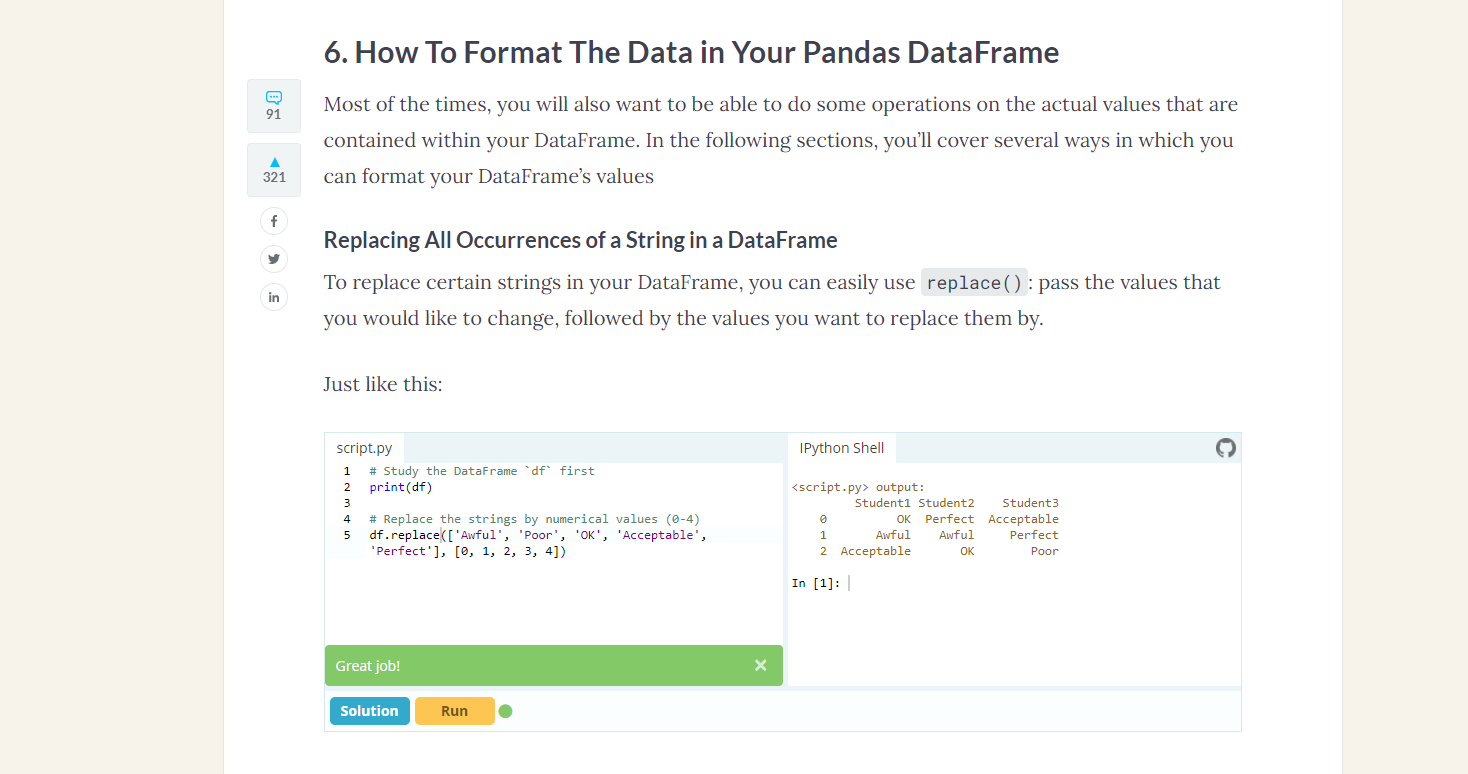 6. How To Format The Data in Your Pandas DataFrame
91
321
Most of the times, you will also want to be able to do some operations on the actual values that are
contained within your DataFrame. In the following sections, you’ll cover several ways in which you
can format your DataFrame’s values
Replacing All Occurrences of a String in a DataFrame
To replace certain strings in your DataFrame, you can easily use replace(): pass the values that
you would like to change, followed by the values you want to replace them by.
Just like this:
script.py
1 # Study the DataFrame `df` first
2 print(df)
3
4 # Replace the strings by numerical values (0-4)
5 df.replace(['Awful', 'Poor', 'OK', 'Acceptable',
'Perfect'], [0, 1, 2, 3, 4])
Great job!
Solution Run
IPython Shell
<script.py> output:
Student1 Student2 Student3
0 OK Perfect Acceptable
1 Awful Awful Perfect
2 Acceptable OK Poor
In [1]: